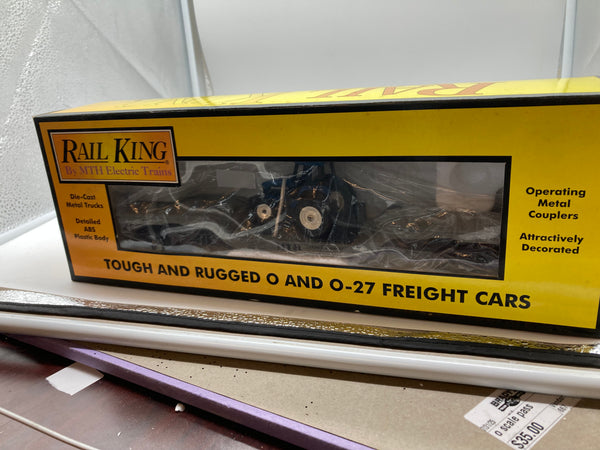 RAIL
RAIL KING
By MTH Electric Trains
Die-Cast
Metal Trucks
Detailed
ABS
Plastic Body
Operating
Metal
Couplers
Attractively
Decorated
TOUGH AND RUGGED O AND O-27 FREIGHT CARS
o scale pass
$35.00